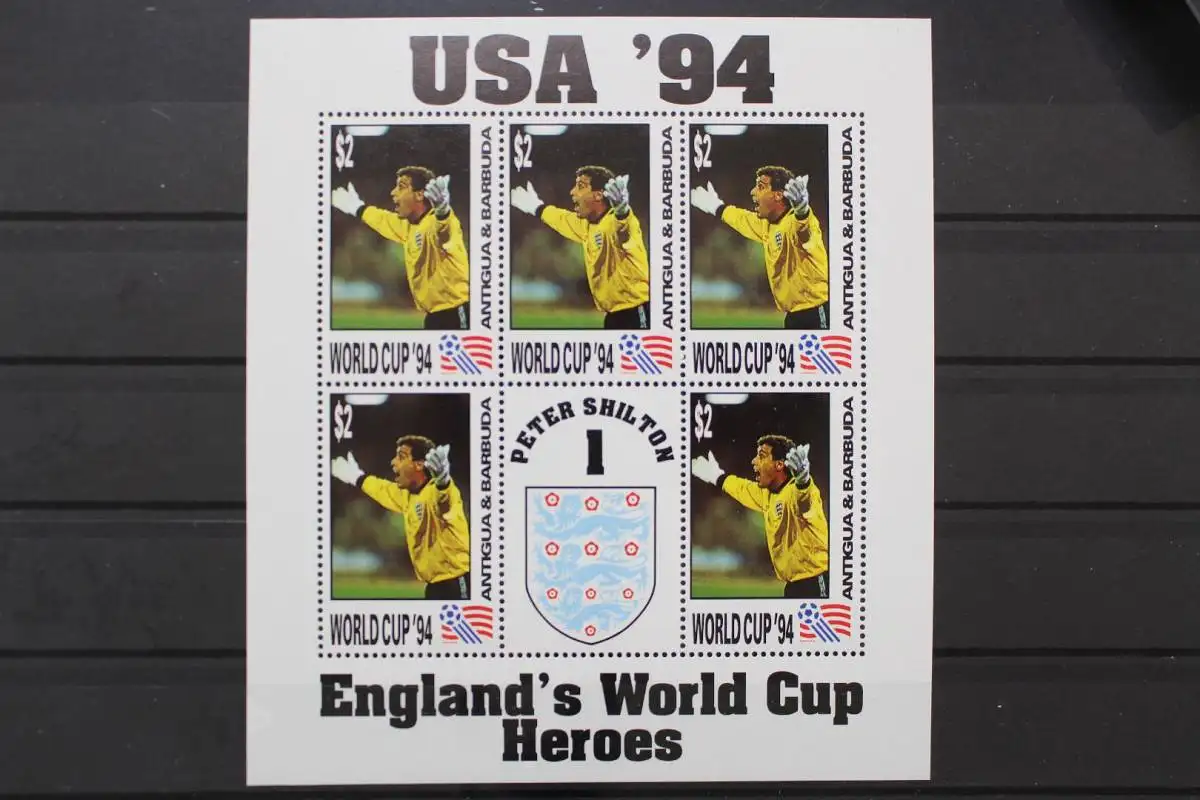 USA '94
$2
ANTIGUA & BARBUDA
WORLD CUP '94
$2
ANTIGUA & BARBUDA
WORLD CUP '94
$2
ANTIGUA & BARBUDA
WORLD CUP '94
$2
ANTIGUA & BARBUDA
WORLD CUP '94
PETER SHILTON
1
$2
ANTIGUA & BARBUDA
WORLD CUP '94
England's World Cup
Heroes